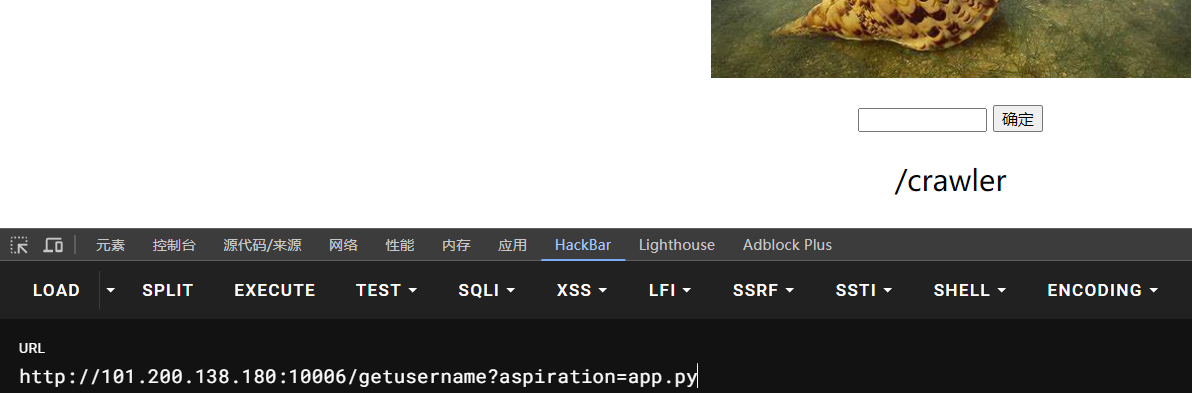 确定
/crawler
元素 控制台 源代码/来源 网络 性能 内存 应用 HackBar Lighthouse Adblock Plus
LOAD SPLIT EXECUTE TEST SQLI XSS LFI SSRF SSTI SHELL ENCODING
URL
http://101.200.138.180:10006/getusername?aspiration=app.py